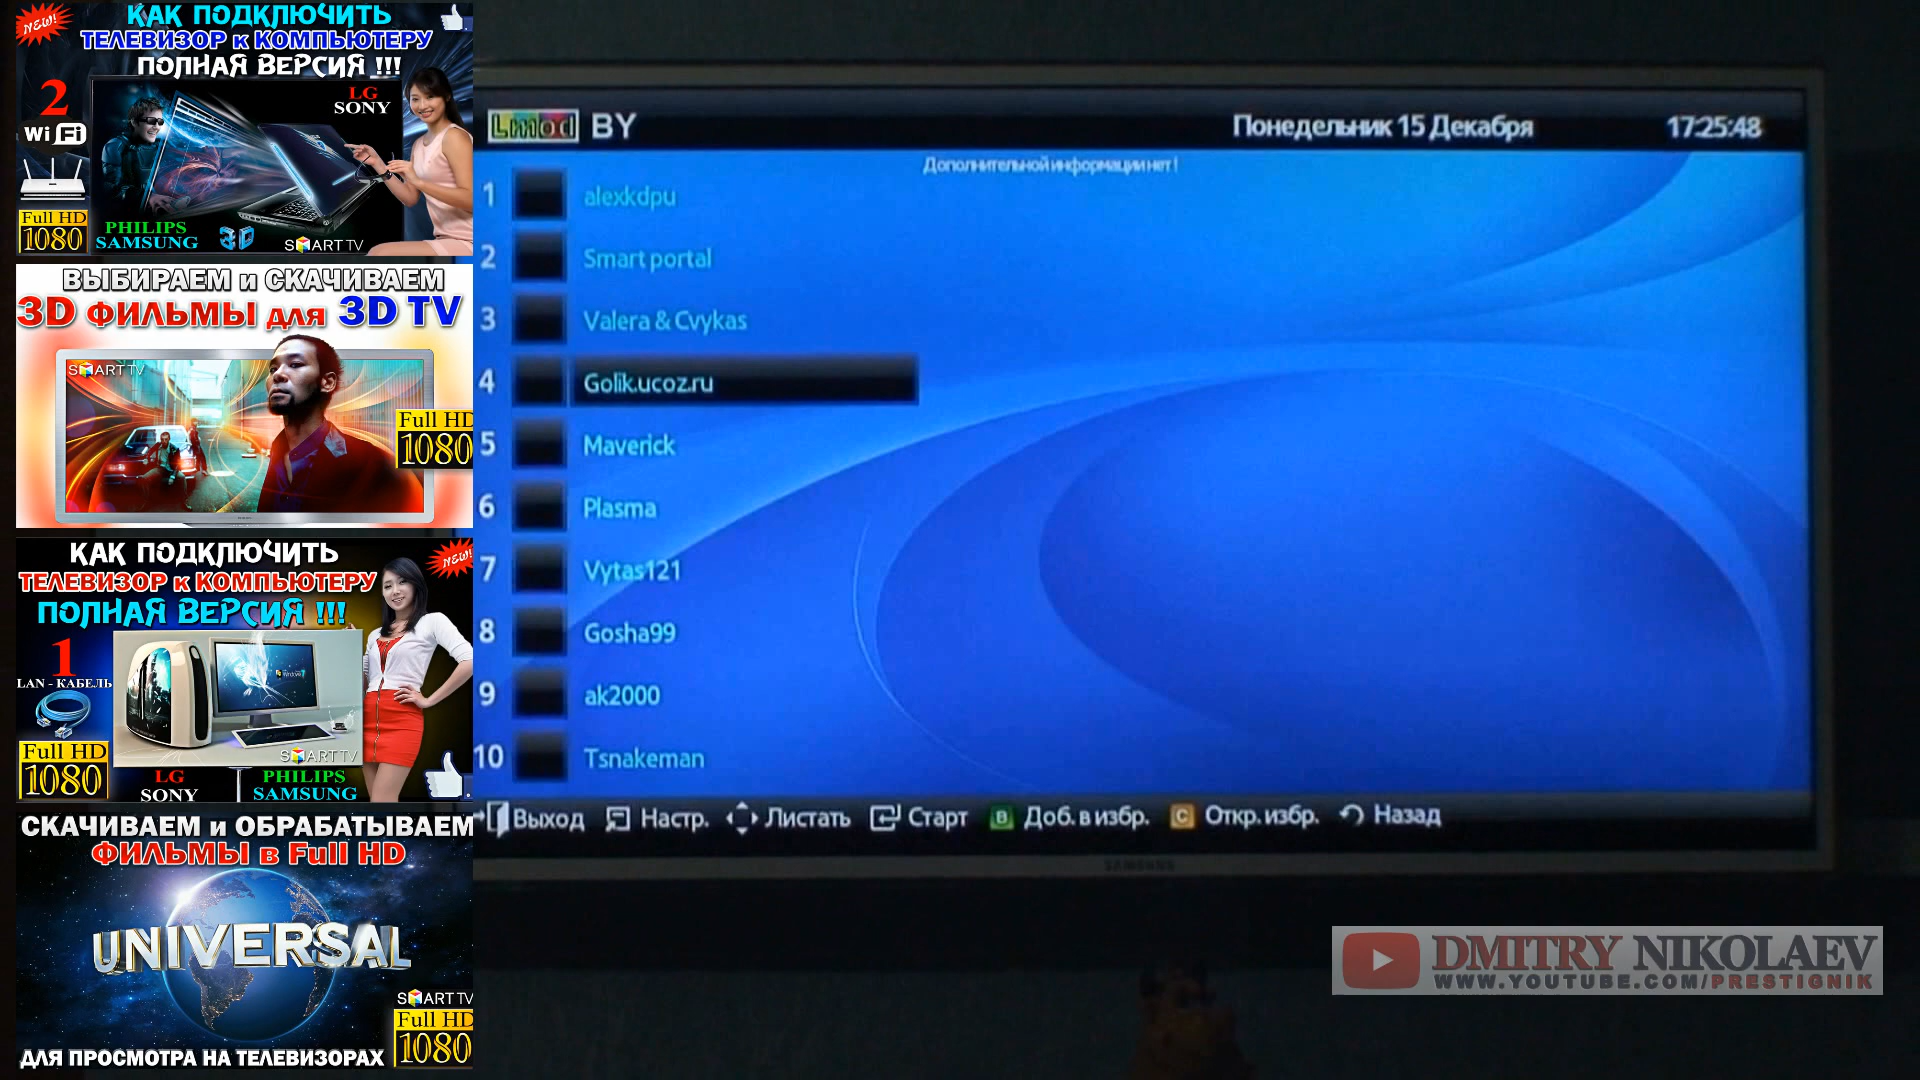 NEW!
КАК ПОДКЛЮЧИТЬ
ТЕЛЕВИЗОР к КОМПЬЮТЕРУ
ПОЛНАЯ ВЕРСИЯ !!!
LG
SONY
2
Wi Fi
Full HD
1080
PHILIPS
SAMSUNG
3D
SMART TV
ВЫБИРАЕМ и СКАЧИВАЕМ
3D ФИЛЬМЫ для 3D TV
SMART TV
Full HD
1080
КАК ПОДКЛЮЧИТЬ
NEW!
ТЕЛЕВИЗОР к КОМПЬЮТЕРУ
ПОЛНАЯ ВЕРСИЯ !!!
1
LAN - КАБЕЛЬ
Full HD
1080
SMART TV
LG
SONY
PHILIPS
SAMSUNG
СКАЧИВАЕМ и ОБРАБАТЫВАЕМ
ФИЛЬМЫ в Full HD
UNIVERSAL
SMART TV
Full HD
1080
ДЛЯ ПРОСМОТРА НА ТЕЛЕВИЗОРАХ
Lmod BY
Понедельник 15 Декабря 17:25:48
Дополнительной информации нет!
1 alexkdpu
2 Smart portal
3 Valera & Cvykas
4 Golik.ucoz.ru
5 Maverick
6 Plasma
7 Vytas121
8 Gosha99
9 ak2000
10 Tsnakeman
Выход Настр. Листать Старт B Доб. в избр. C Откр. избр. Назад
SAMSUNG
DMITRY NIKOLAEV
WWW.YOUTUBE.COM/PRESTIGNIK